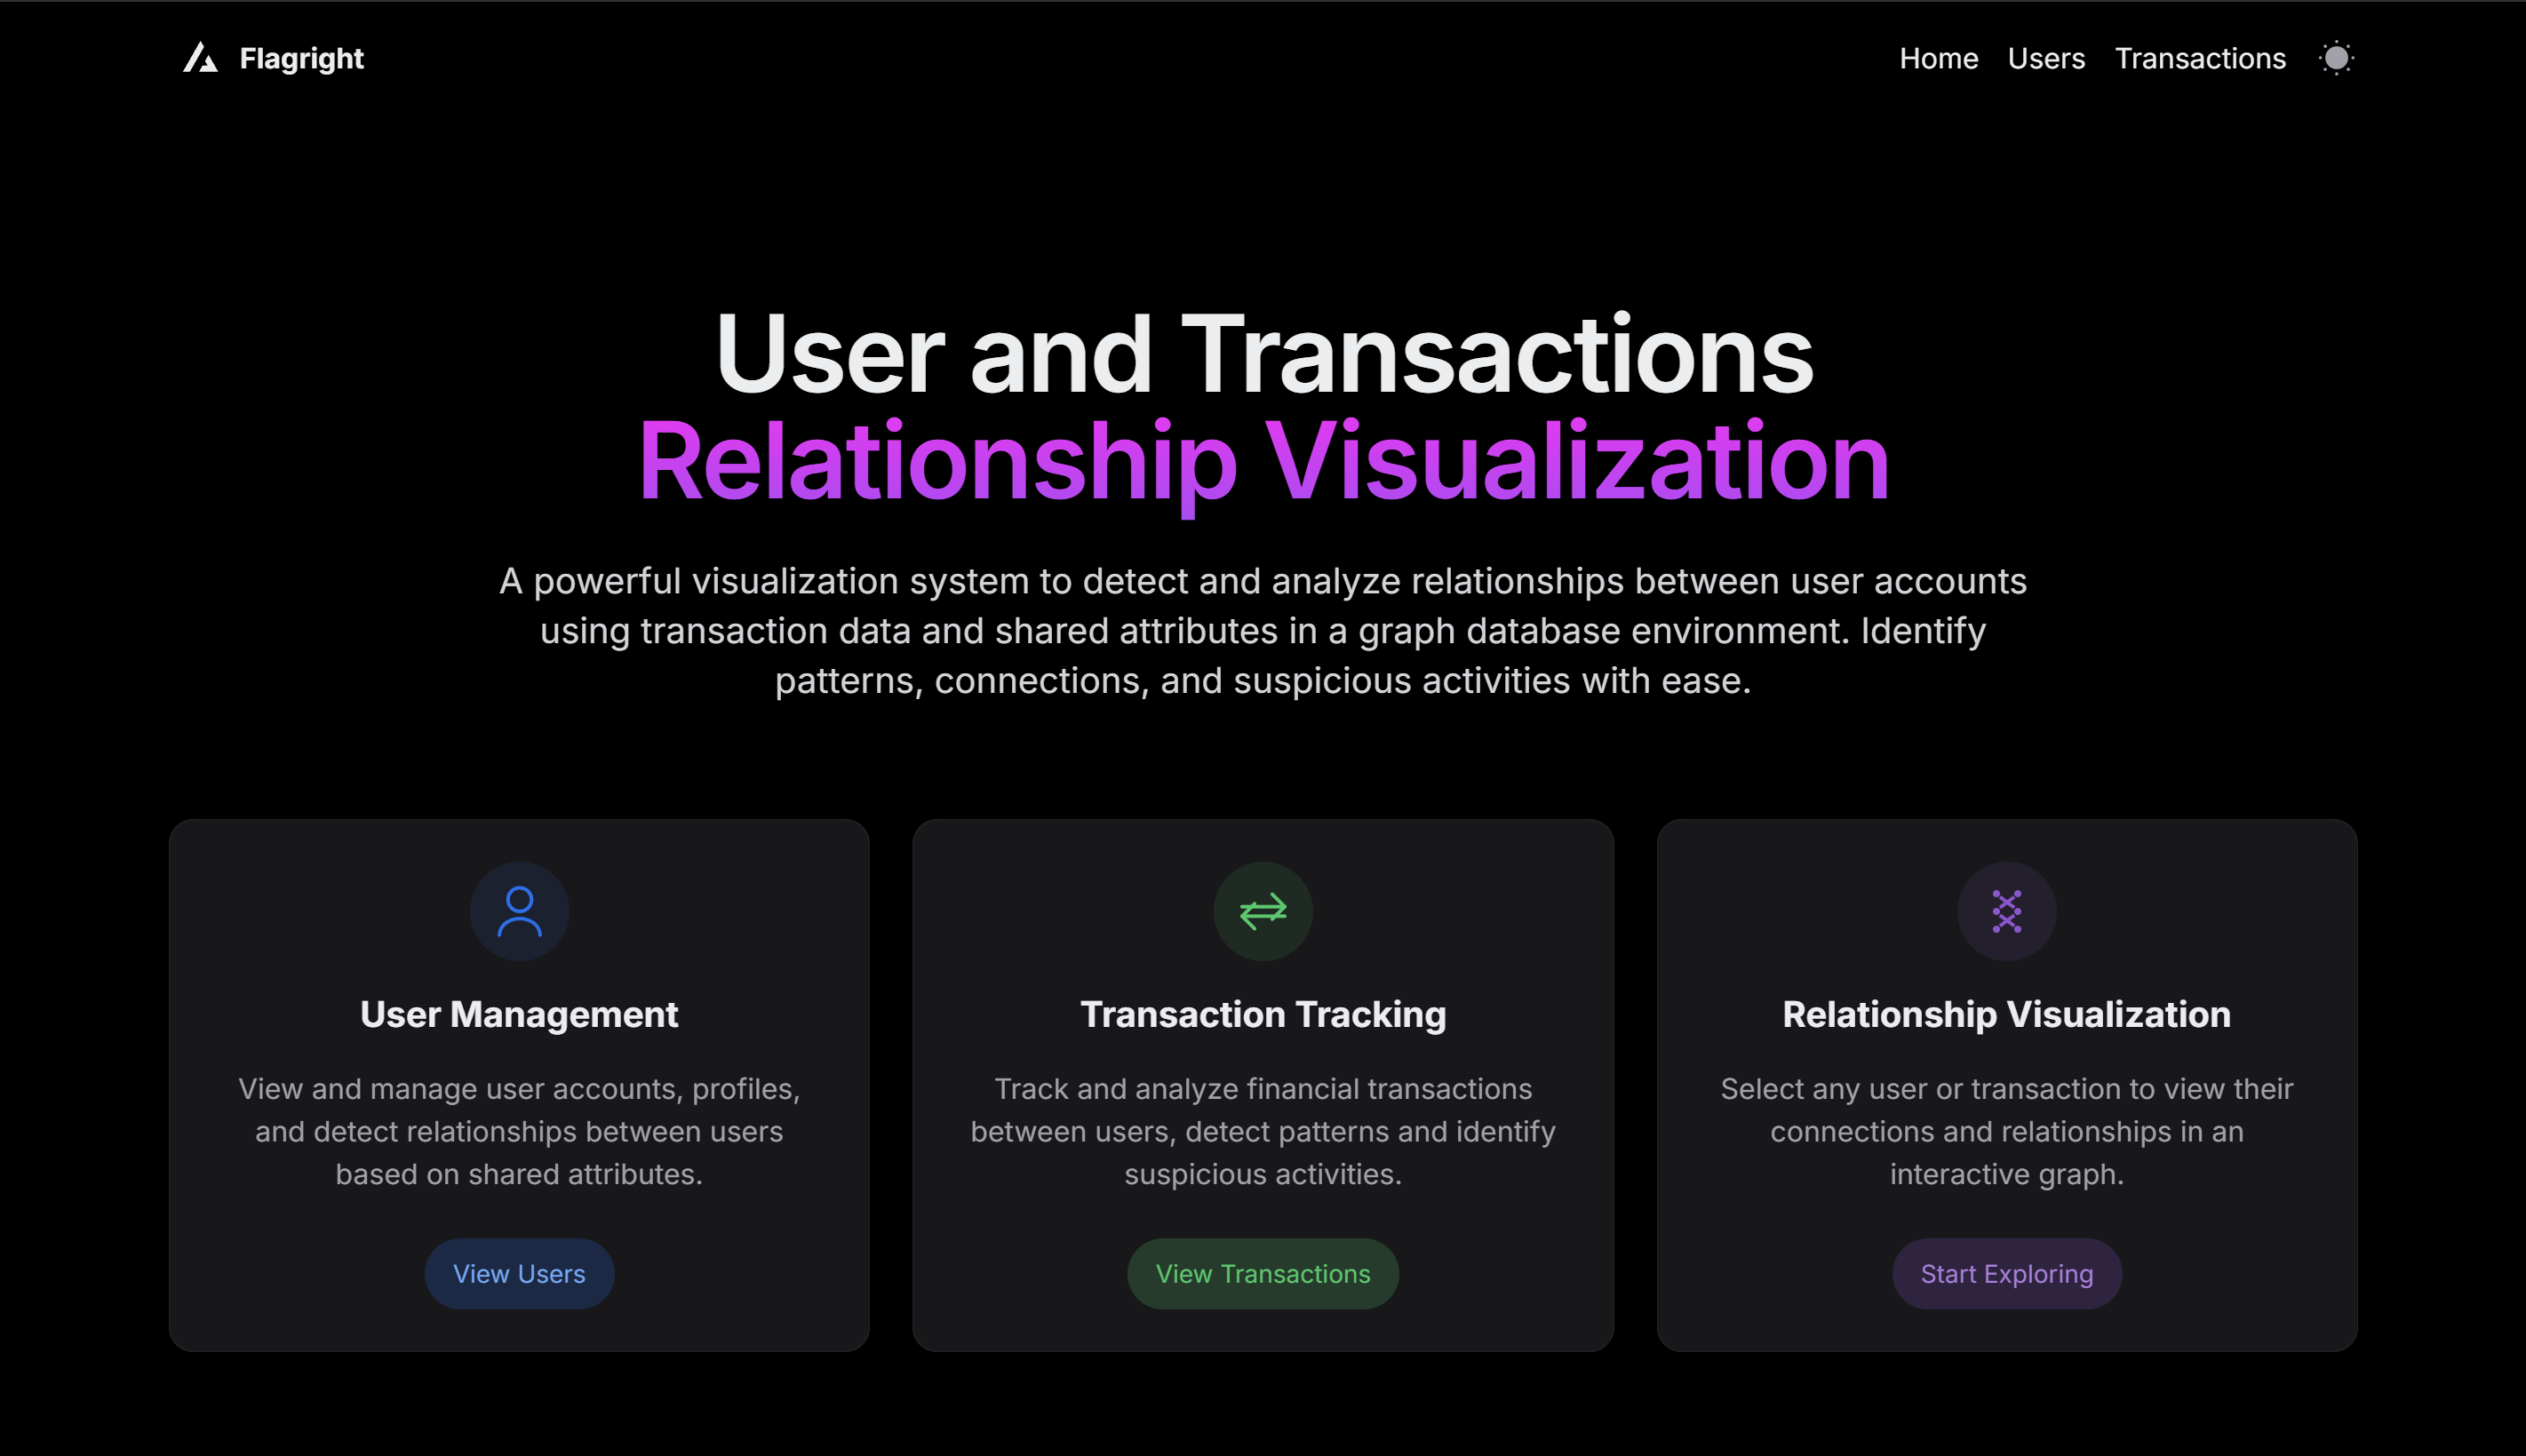 Flagright
Home Users Transactions
User and Transactions
Relationship Visualization
A powerful visualization system to detect and analyze relationships between user accounts
using transaction data and shared attributes in a graph database environment. Identify
patterns, connections, and suspicious activities with ease.
User Management
View and manage user accounts, profiles,
and detect relationships between users
based on shared attributes.
View Users
Transaction Tracking
Track and analyze financial transactions
between users, detect patterns and identify
suspicious activities.
View Transactions
Relationship Visualization
Select any user or transaction to view their
connections and relationships in an
interactive graph.
Start Exploring